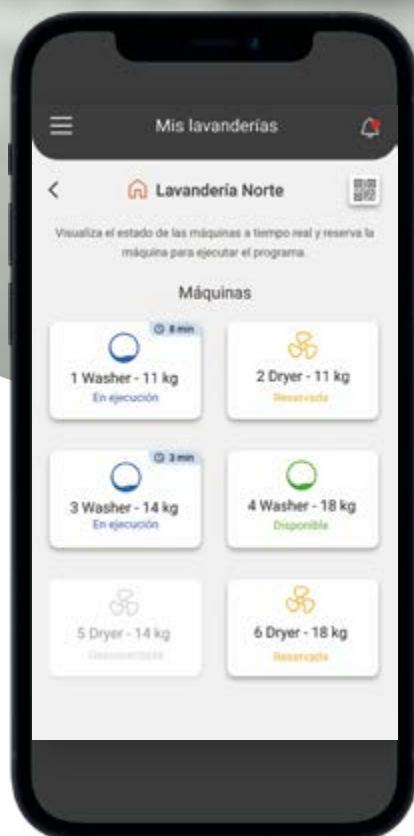 Mis lavanderías
Lavandería Norte
Visualiza el estado de las máquinas a tiempo real y reserva la
máquina para ejecutar el programa.
Máquinas
8 min
1 Washer - 11 kg
En ejecución
2 Dryer - 11 kg
Reservada
3 min
3 Washer - 14 kg
En ejecución
4 Washer - 18 kg
Disponible
5 Dryer - 14 kg
6 Dryer - 18 kg
Reservada